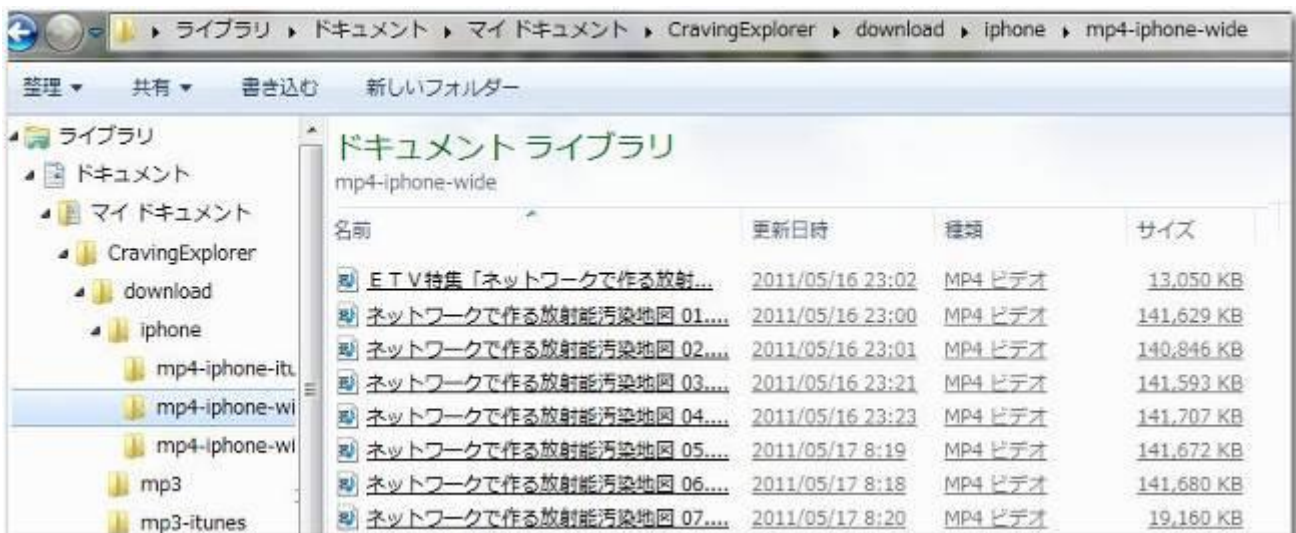 ライブラリ ▸ ドキュメント ▸ マイ ドキュメント ▸ CravingExplorer ▸ download ▸ iphone ▸ mp4-iphone-wide
整理 ▼ 共有 ▼ 書き込む 新しいフォルダー
ライブラリ
ドキュメント
マイ ドキュメント
CravingExplorer
download
iphone
mp4-iphone-itu
mp4-iphone-wi
mp4-iphone-wi
mp3
mp3-itunes
ドキュメント ライブラリ
mp4-iphone-wide
名前 更新日時 種類 サイズ
ＥＴＶ特集「ネットワークで作る放射... 2011/05/16 23:02 MP4 ビデオ 13,050 KB
ネットワークで作る放射能汚染地図 01.... 2011/05/16 23:00 MP4 ビデオ 141,629 KB
ネットワークで作る放射能汚染地図 02.... 2011/05/16 23:01 MP4 ビデオ 140,846 KB
ネットワークで作る放射能汚染地図 03.... 2011/05/16 23:21 MP4 ビデオ 141,593 KB
ネットワークで作る放射能汚染地図 04.... 2011/05/16 23:23 MP4 ビデオ 141,707 KB
ネットワークで作る放射能汚染地図 05.... 2011/05/17 8:19 MP4 ビデオ 141,672 KB
ネットワークで作る放射能汚染地図 06.... 2011/05/17 8:18 MP4 ビデオ 141,680 KB
ネットワークで作る放射能汚染地図 07.... 2011/05/17 8:20 MP4 ビデオ 19,160 KB